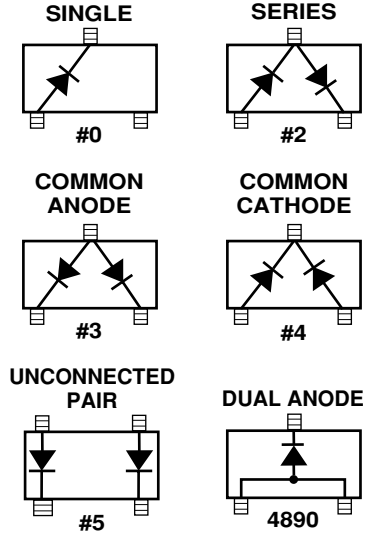 SINGLE
SERIES
#0
#2
COMMON
ANODE
COMMON
CATHODE
#3
#4
UNCONNECTED
PAIR
DUAL ANODE
#5
4890